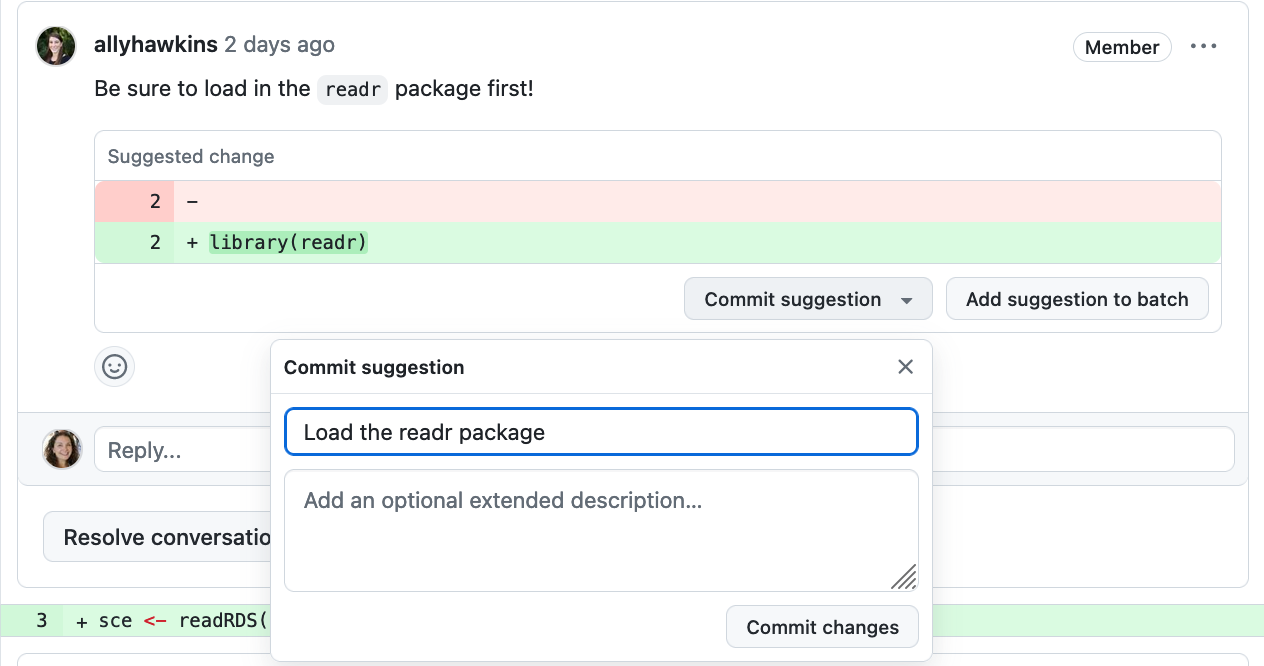 allyhawkins 2 days ago
Member
Be sure to load in the readr package first!
Suggested change
2 -
2 + library(readr)
Commit suggestion
Add suggestion to batch
Commit suggestion
Load the readr package
Reply...
Add an optional extended description...
Resolve
3 + sce <- readRDS(
Commit changes